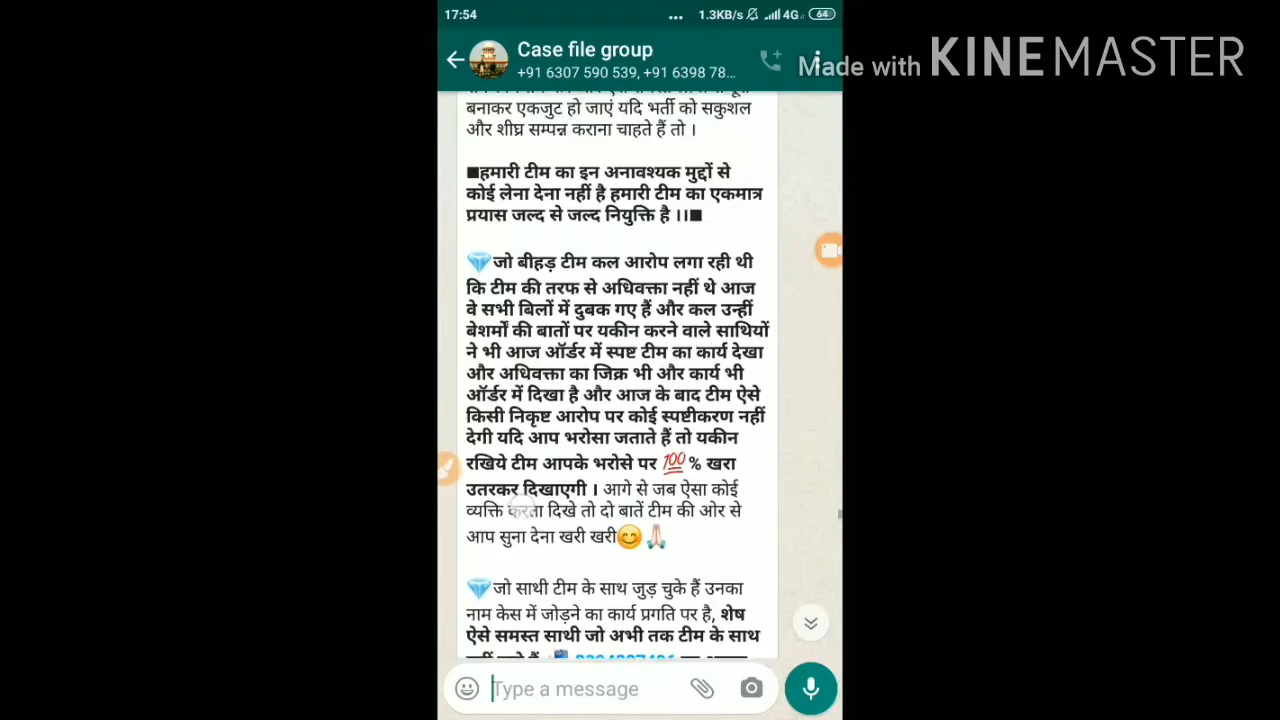 17:54
... 1.3KB/s 4G 64
Case file group
+91 6307 590 539, +91 6398 78...
Made with KINEMASTER
बनाकर एकजुट हो जाएं यदि भर्ती को सकुशल
और शीघ्र सम्पन्न कराना चाहते हैं तो ।
■हमारी टीम का इन अनावश्यक मुद्दों से
कोई लेना देना नहीं है हमारी टीम का एकमात्र
प्रयास जल्द से जल्द नियुक्ति है ।।■
💎जो बीहड़ टीम कल आरोप लगा रही थी
कि टीम की तरफ से अधिवक्ता नहीं थे आज
वे सभी बिलों में दुबक गए हैं और कल उन्हीं
बेशर्मों की बातों पर यकीन करने वाले साथियों
ने भी आज ऑर्डर में स्पष्ट टीम का कार्य देखा
और अधिवक्ता का जिक्र भी और कार्य भी
ऑर्डर में दिखा है और आज के बाद टीम ऐसे
किसी निकृष्ट आरोप पर कोई स्पष्टीकरण नहीं
देगी यदि आप भरोसा जताते हैं तो यकीन
रखिये टीम आपके भरोसे पर 💯 % खरा
उतरकर दिखाएगी । आगे से जब ऐसा कोई
व्यक्ति करता दिखे तो दो बातें टीम की ओर से
आप सुना देना खरी खरी😊🙏🏻
💎जो साथी टीम के साथ जुड़ चुके हैं उनका
नाम केस में जोड़ने का कार्य प्रगति पर है, शेष
ऐसे समस्त साथी जो अभी तक टीम के साथ
Type a message